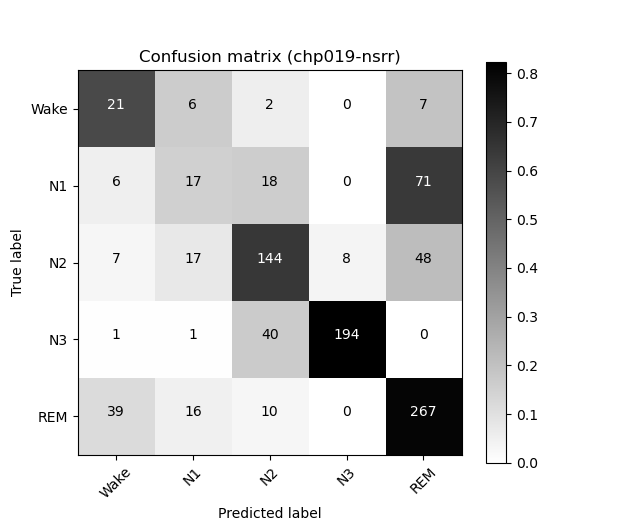 Confusion matrix (chp019-nsrr)
True label
Wake 21 6 2 0 7
N1 6 17 18 0 71
N2 7 17 144 8 48
N3 1 1 40 194 0
REM 39 16 10 0 267
Wake N1 N2 N3 REM
Predicted label
0.8
0.7
0.6
0.5
0.4
0.3
0.2
0.1
0.0